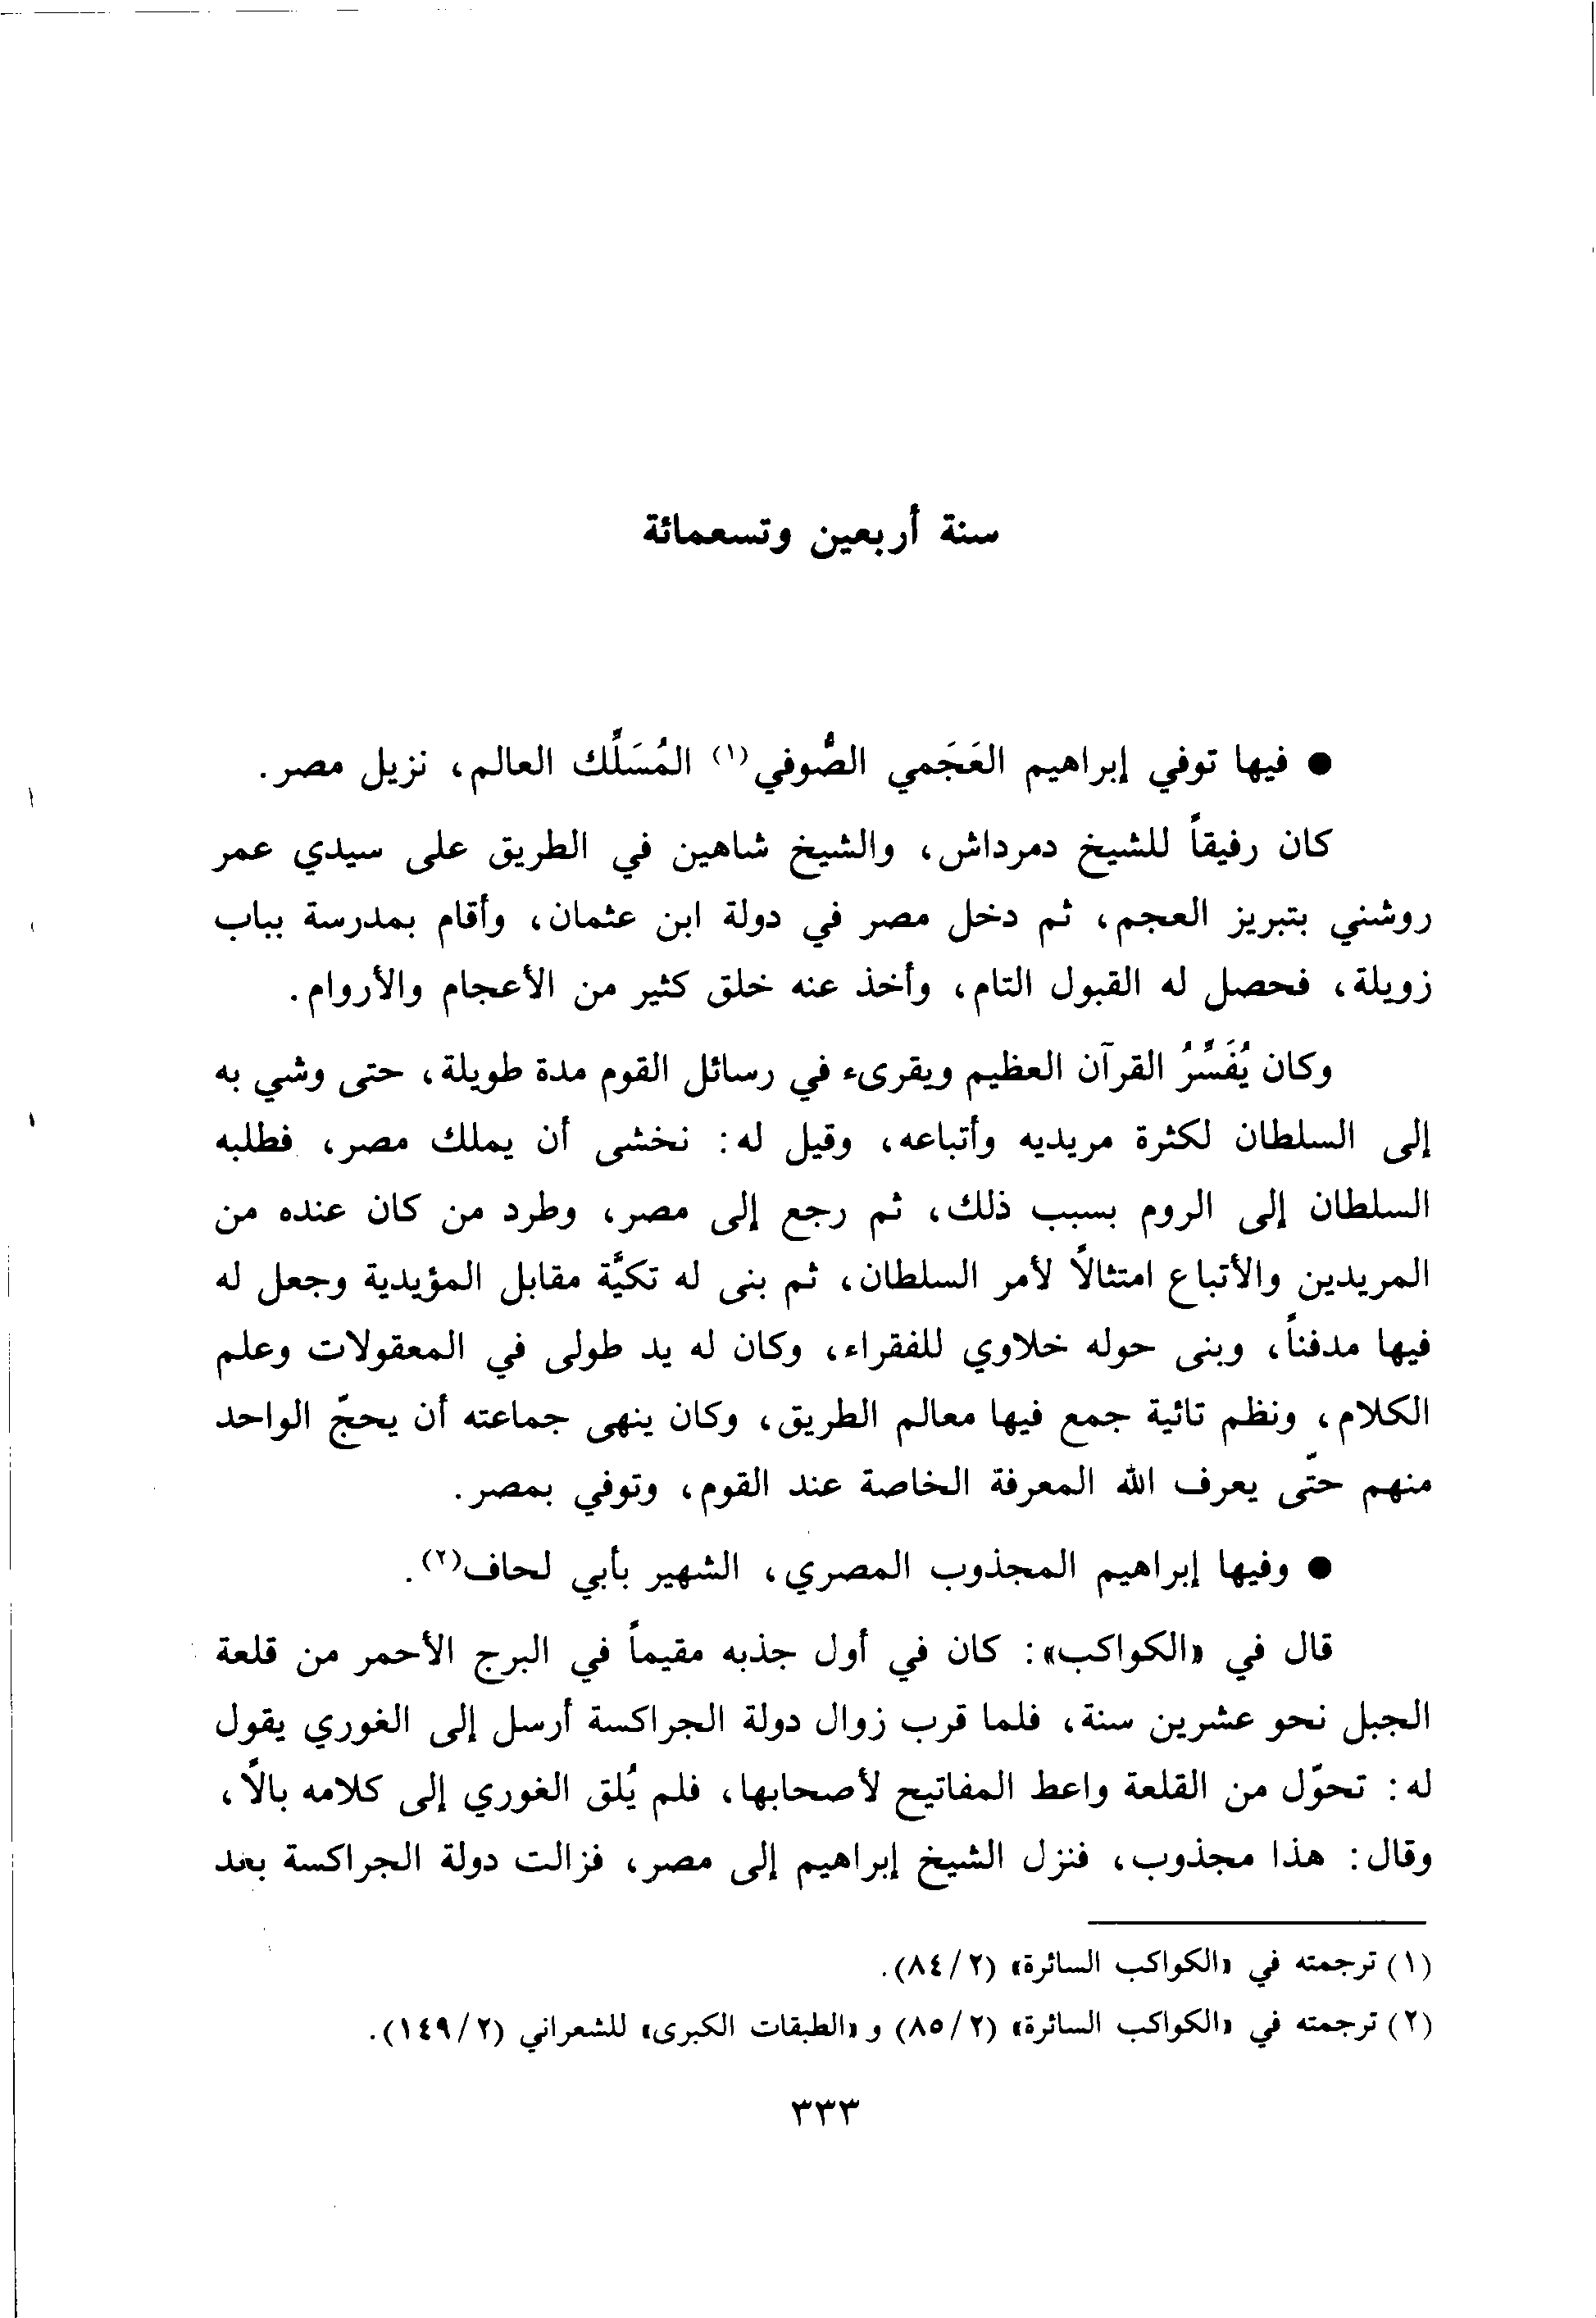 سنة أربعين وتسعمائة
● فيها توفي إبراهيم العَجَمي الصُّوفي(١) المُسَلِّك العالم، نزيل مصر.
كان رفيقاً للشيخ دمرداش، والشيخ شاهين في الطريق على سيدي عمر
روشني بتبريز العجم، ثم دخل مصر في دولة ابن عثمان، وأقام بمدرسة بباب
زويلة، فحصل له القبول التام، وأخذ عنه خلق كثير من الأعجام والأروام.
وكان يُفَسِّرُ القرآن العظيم ويقرىء في رسائل القوم مدة طويلة، حتى وشي به
إلى السلطان لكثرة مريديه وأتباعه، وقيل له: نخشى أن يملك مصر، فطلبه
السلطان إلى الروم بسبب ذلك، ثم رجع إلى مصر، وطرد من كان عنده من
المريدين والأتباع امتثالاً لأمر السلطان، ثم بنى له تكيَّة مقابل المؤيدية وجعل له
فيها مدفناً، وبنى حوله خلاوي للفقراء، وكان له يد طولى في المعقولات وعلم
الكلام، ونظم تائية جمع فيها معالم الطريق، وكان ينهى جماعته أن يحجّ الواحد
منهم حتّى يعرف الله المعرفة الخاصة عند القوم، وتوفي بمصر.
● وفيها إبراهيم المجذوب المصري، الشهير بأبي لحاف(٢).
قال في «الكواكب»: كان في أول جذبه مقيماً في البرج الأحمر من قلعة
الجبل نحو عشرين سنة، فلما قرب زوال دولة الجراكسة أرسل إلى الغوري يقول
له: تحوّل من القلعة واعط المفاتيح لأصحابها، فلم يُلق الغوري إلى كلامه بالاً،
وقال: هذا مجذوب، فنزل الشيخ إبراهيم إلى مصر، فزالت دولة الجراكسة بعد
(١) ترجمته في «الكواكب السائرة» (٢/٨٤).
(٢) ترجمته في «الكواكب السائرة» (٢/٨٥) و «الطبقات الكبرى» للشعراني (٢/١٤٩).
٣٣٣